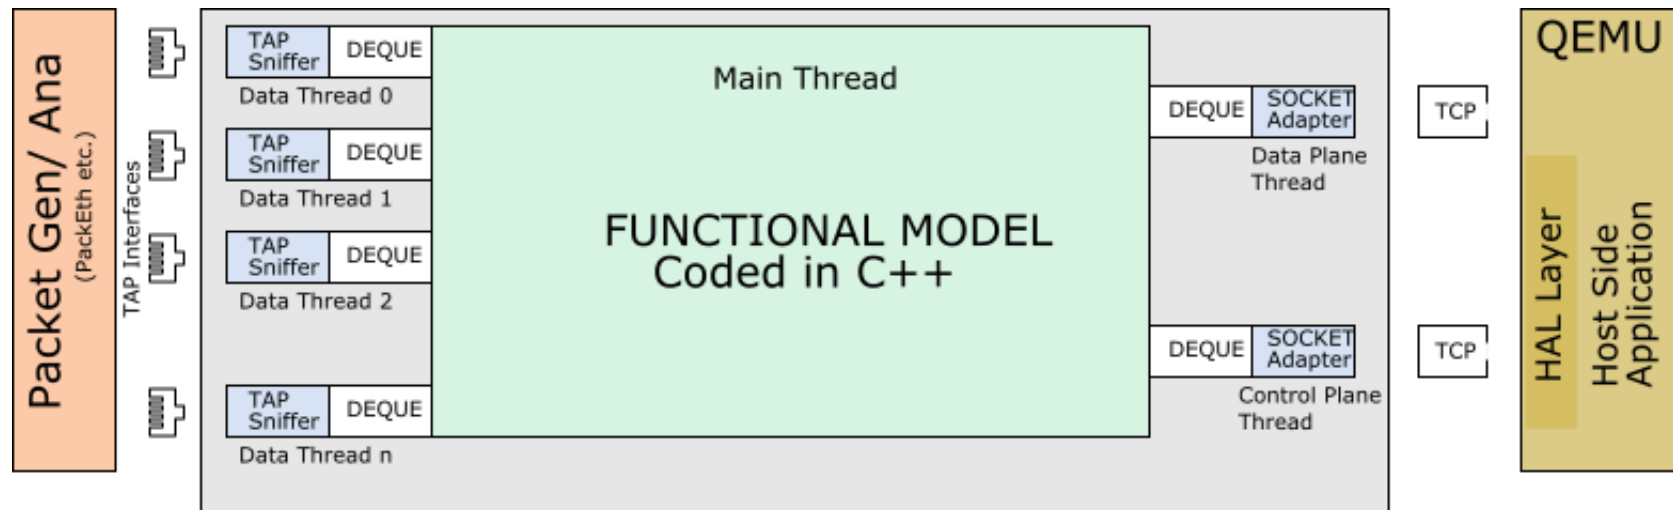 Packet Gen/ Ana
(PackEth etc.)
TAP Interfaces
TAP
Sniffer
DEQUE
Data Thread 0
TAP
Sniffer
DEQUE
Data Thread 1
TAP
Sniffer
DEQUE
Data Thread 2
TAP
Sniffer
DEQUE
Data Thread n
Main Thread
FUNCTIONAL MODEL
Coded in C++
DEQUE
SOCKET
Adapter
Data Plane
Thread
DEQUE
SOCKET
Adapter
Control Plane
Thread
TCP
TCP
QEMU
HAL Layer
Host Side
Application